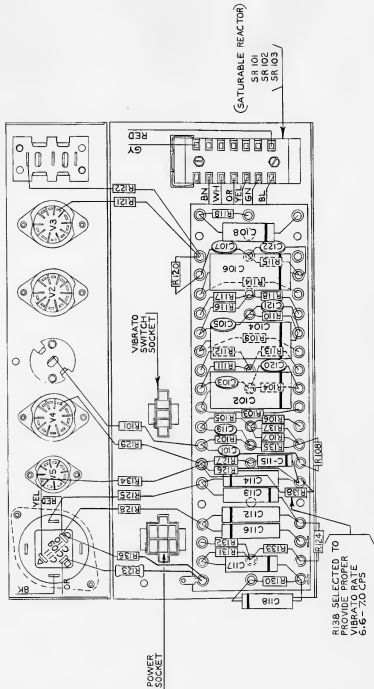 (SATURABLE REACTOR)
SR 101
SR 102
SR 103
RED
GY
BN
WH
OR
YEL
GN
BL
R122
R121
V3
V2
V4
V5
VIBRATO
SWITCH
SOCKET
R120
R119
C108
C107
C122
R115
C106
R114
R117
R118
R116
C121
C105
R110
C104
R109
R112
R113
R111
C120
C103
R104
C102
R103
R105
R106
C119
R137
R102
R107
C101
R135
R101
R129
R127
C-115
R108
R126
R134
YEL
RED
R125
R128
C114
C113
R138
C112
C116
R124
R132
R131
R133
C117
R130
C118
R136
R123
BK
OR
POWER
SOCKET
R138 SELECTED TO
PROVIDE PROPER
VIBRATO RATE
6.6-7.0 CPS